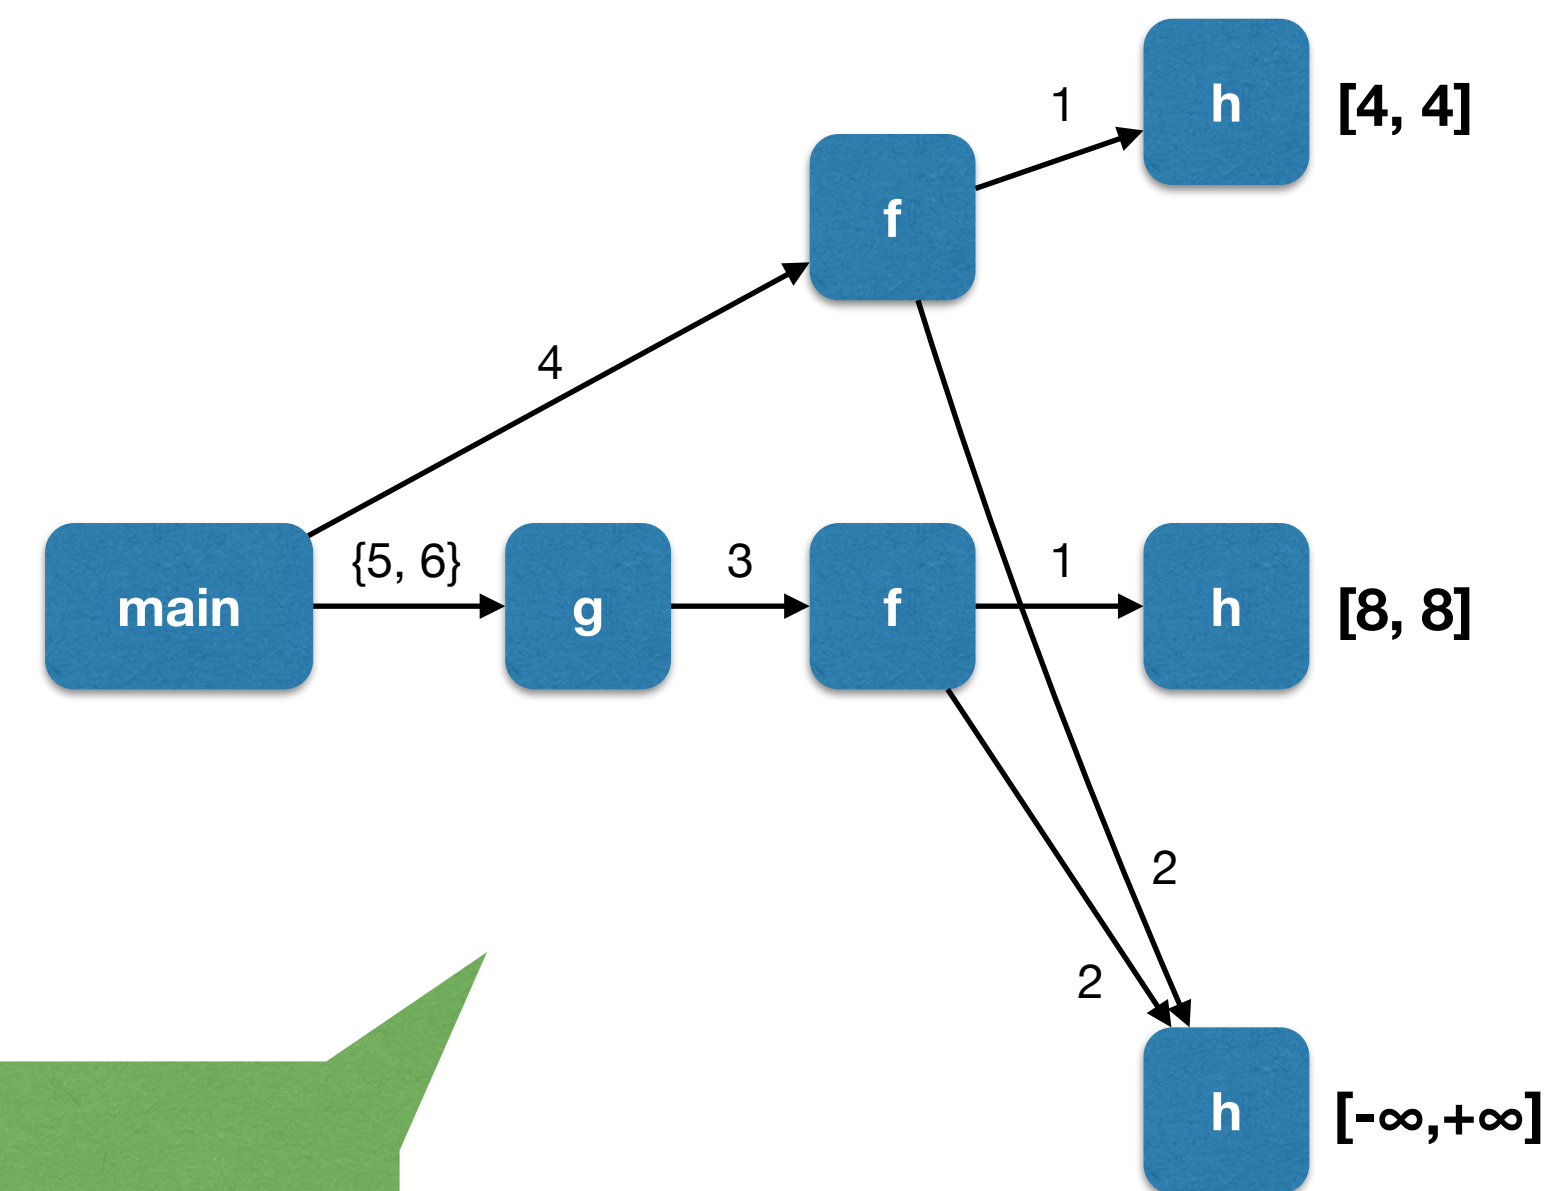 h [4, 4]
1
f
4
main {5, 6} g 3 f 1 h [8, 8]
2
2
h [-∞,+∞]